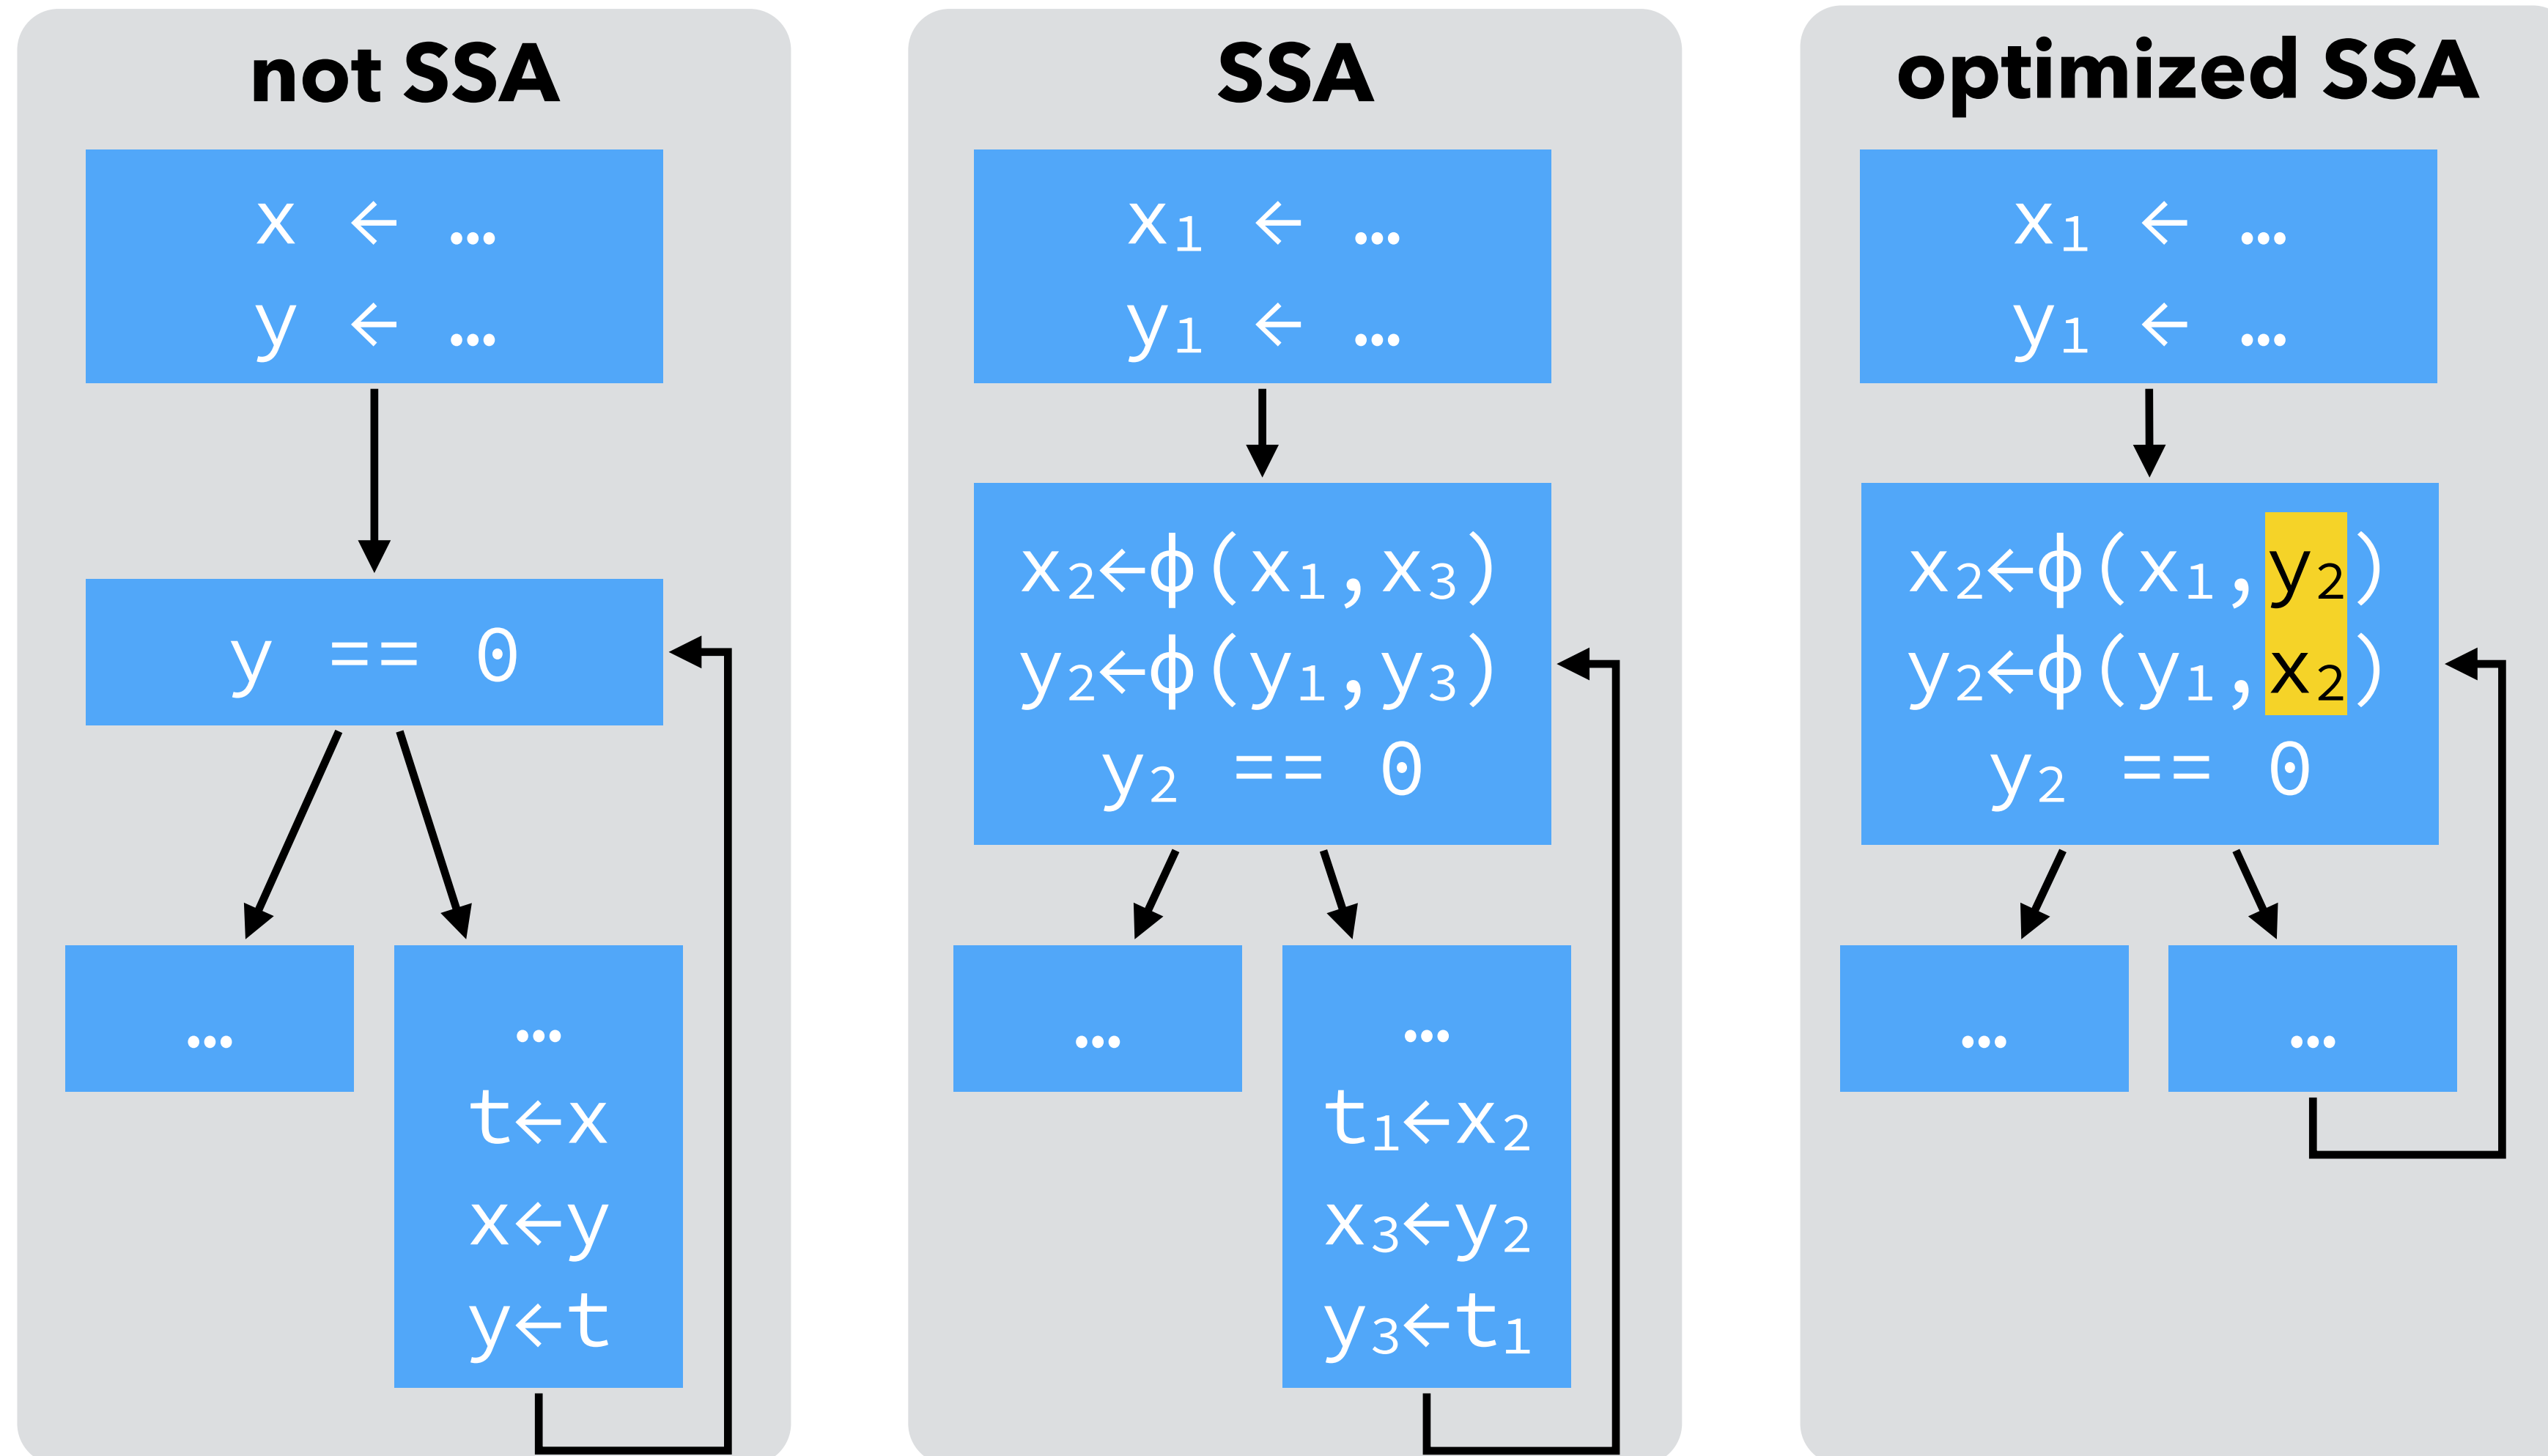 not SSA
x ← …
y ← …
y == 0
…
…
t←x
x←y
y←t
SSA
x₁ ← …
y₁ ← …
x₂←ϕ(x₁,x₃)
y₂←ϕ(y₁,y₃)
y₂ == 0
…
…
t₁←x₂
x₃←y₂
y₃←t₁
optimized SSA
x₁ ← …
y₁ ← …
x₂←ϕ(x₁,y₂)
y₂←ϕ(y₁,x₂)
y₂ == 0
…
…